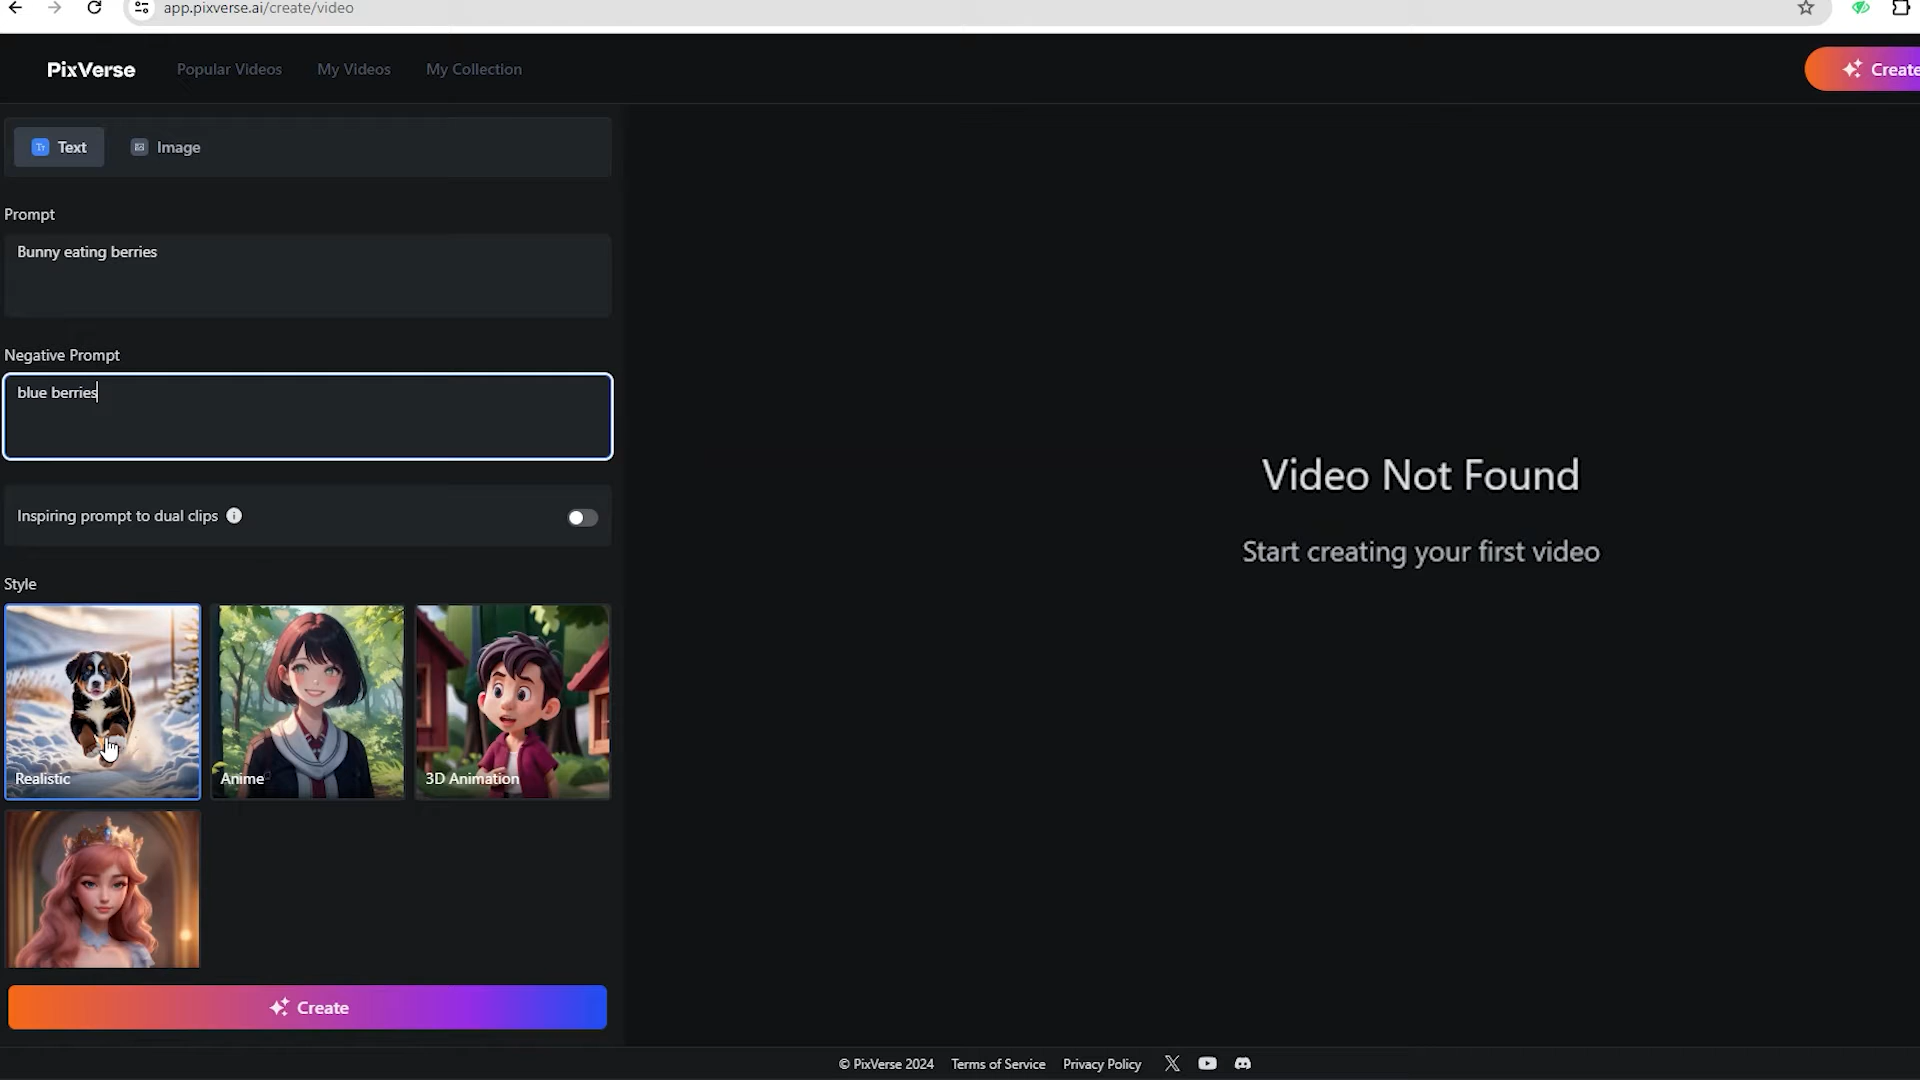 app.pixverse.ai/create/video
PixVerse
Popular Videos
My Videos
My Collection
Create
Text
Image
Prompt
Bunny eating berries
Negative Prompt
blue berries
Inspiring prompt to dual clips
Style
Realistic
Anime
3D Animation
Create
Video Not Found
Start creating your first video
© PixVerse 2024
Terms of Service
Privacy Policy